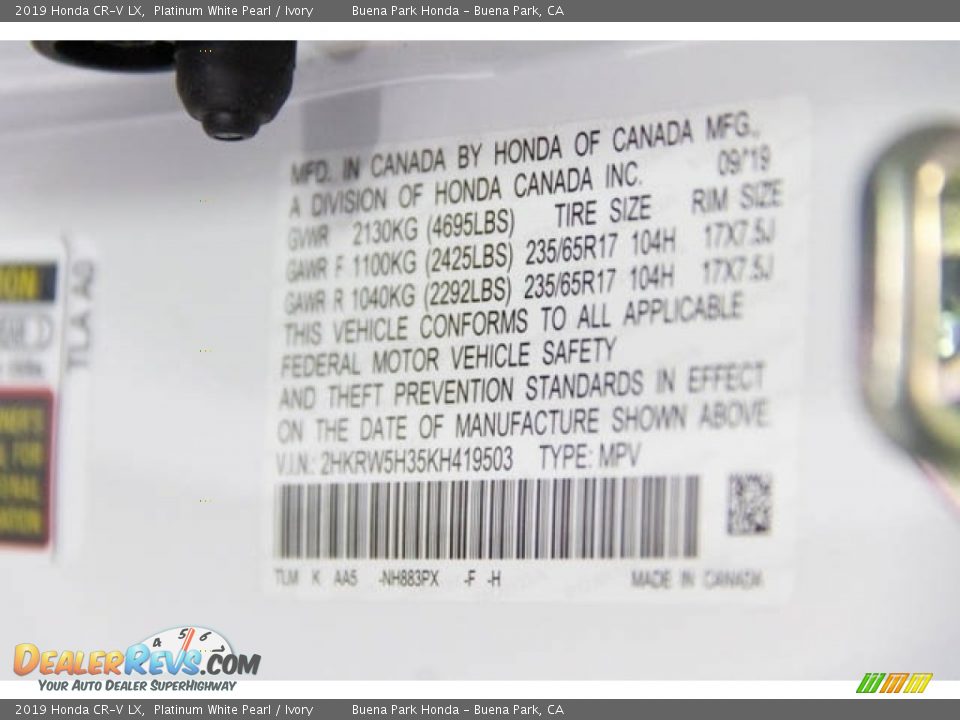 2019 Honda CR-V LX, Platinum White Pearl / Ivory Buena Park Honda - Buena Park, CA
MFD. IN CANADA BY HONDA OF CANADA MFG.,
A DIVISION OF HONDA CANADA INC. 09"19
GVWR 2130KG (4695LBS) TIRE SIZE RIM SIZE
GAWR F 1100KG (2425LBS) 235/65R17 104H 17X7.5J
GAWR R 1040KG (2292LBS) 235/65R17 104H 17X7.5J
THIS VEHICLE CONFORMS TO ALL APPLICABLE
FEDERAL MOTOR VEHICLE SAFETY
AND THEFT PREVENTION STANDARDS IN EFFECT
ON THE DATE OF MANUFACTURE SHOWN ABOVE.
V.I.N.: 2HKRW5H35KH419503 TYPE: MPV
TLM K AA5 -NH883PX -F -H MADE IN CANADA
TLA A0
4 5 6
DEALERREVS.COM
YOUR AUTO DEALER SUPERHIGHWAY
2019 Honda CR-V LX, Platinum White Pearl / Ivory Buena Park Honda - Buena Park, CA